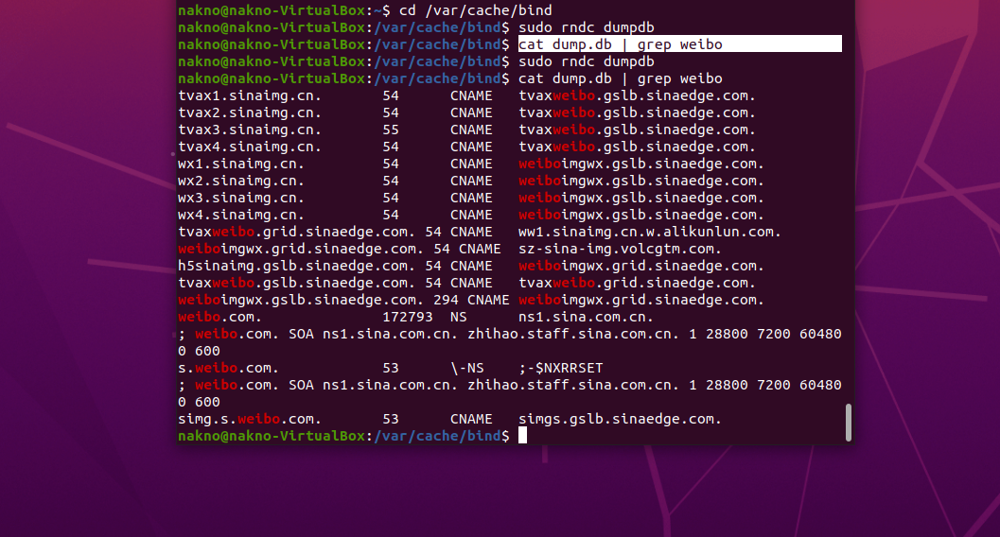 nakno@nakno-VirtualBox:~$ cd /var/cache/bind
nakno@nakno-VirtualBox:/var/cache/bind$ sudo rndc dumpdb
nakno@nakno-VirtualBox:/var/cache/bind$ cat dump.db | grep weibo
nakno@nakno-VirtualBox:/var/cache/bind$ sudo rndc dumpdb
nakno@nakno-VirtualBox:/var/cache/bind$ cat dump.db | grep weibo
tvax1.sinaimg.cn. 54 CNAME tvaxweibo.gslb.sinaedge.com.
tvax2.sinaimg.cn. 54 CNAME tvaxweibo.gslb.sinaedge.com.
tvax3.sinaimg.cn. 55 CNAME tvaxweibo.gslb.sinaedge.com.
tvax4.sinaimg.cn. 54 CNAME tvaxweibo.gslb.sinaedge.com.
wx1.sinaimg.cn. 54 CNAME weiboimgwx.gslb.sinaedge.com.
wx2.sinaimg.cn. 54 CNAME weiboimgwx.gslb.sinaedge.com.
wx3.sinaimg.cn. 54 CNAME weiboimgwx.gslb.sinaedge.com.
wx4.sinaimg.cn. 54 CNAME weiboimgwx.gslb.sinaedge.com.
tvaxweibo.grid.sinaedge.com. 54 CNAME ww1.sinaimg.cn.w.alikunlun.com.
weiboimgwx.grid.sinaedge.com. 54 CNAME sz-sina-img.volcgtm.com.
h5sinaimg.gslb.sinaedge.com. 54 CNAME weiboimgwx.grid.sinaedge.com.
tvaxweibo.gslb.sinaedge.com. 54 CNAME tvaxweibo.grid.sinaedge.com.
weiboimgwx.gslb.sinaedge.com. 294 CNAME weiboimgwx.grid.sinaedge.com.
weibo.com. 172793 NS ns1.sina.com.cn.
; weibo.com. SOA ns1.sina.com.cn. zhihao.staff.sina.com.cn. 1 28800 7200 60480
0 600
s.weibo.com. 53 \-NS ;-$NXRRSET
; weibo.com. SOA ns1.sina.com.cn. zhihao.staff.sina.com.cn. 1 28800 7200 60480
0 600
simg.s.weibo.com. 53 CNAME simgs.gslb.sinaedge.com.
nakno@nakno-VirtualBox:/var/cache/bind$